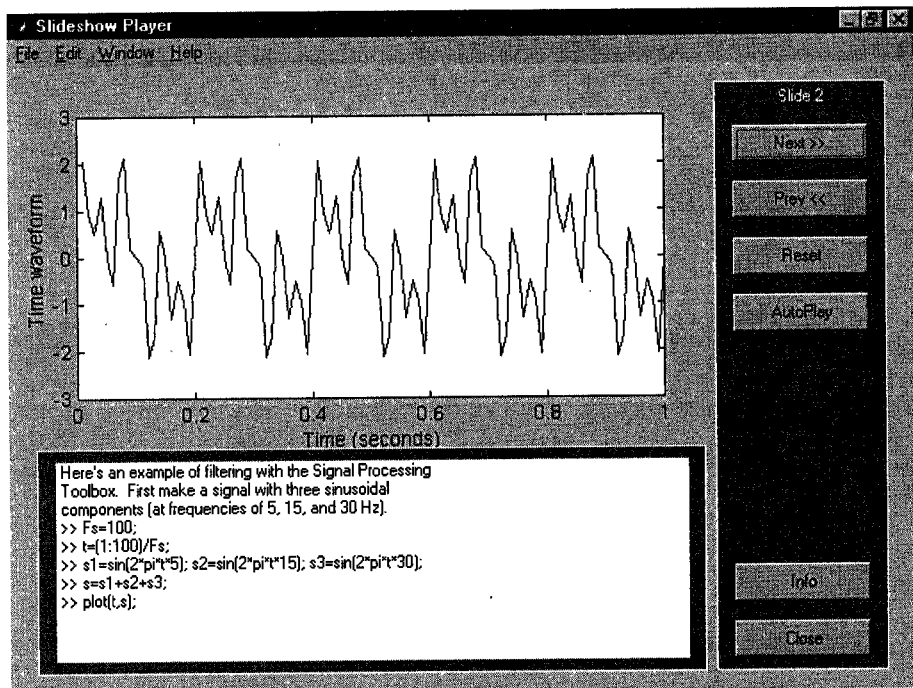 Slideshow Player
File Edit Window Help
Slide 2
Next >>
Prev <<
Reset
AutoPlay
Info
Close
Time waveform
3
2
1
0
-1
-2
-3
0 0.2 0.4 0.6 0.8 1
Time (seconds)
Here's an example of filtering with the Signal Processing
Toolbox. First make a signal with three sinusoidal
components (at frequencies of 5, 15, and 30 Hz).
>> Fs=100;
>> t=(1:100)/Fs;
>> s1=sin(2*pi*t*5); s2=sin(2*pi*t*15); s3=sin(2*pi*t*30);
>> s=s1+s2+s3;
>> plot(t,s);